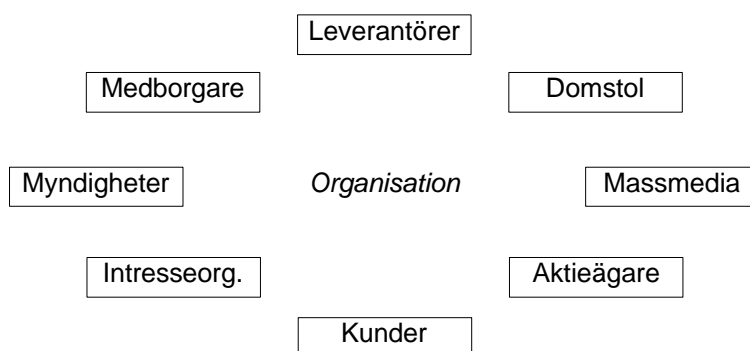 Leverantörer
Medborgare
Domstol
Myndigheter
Organisation
Massmedia
Intresseorg.
Aktieägare
Kunder